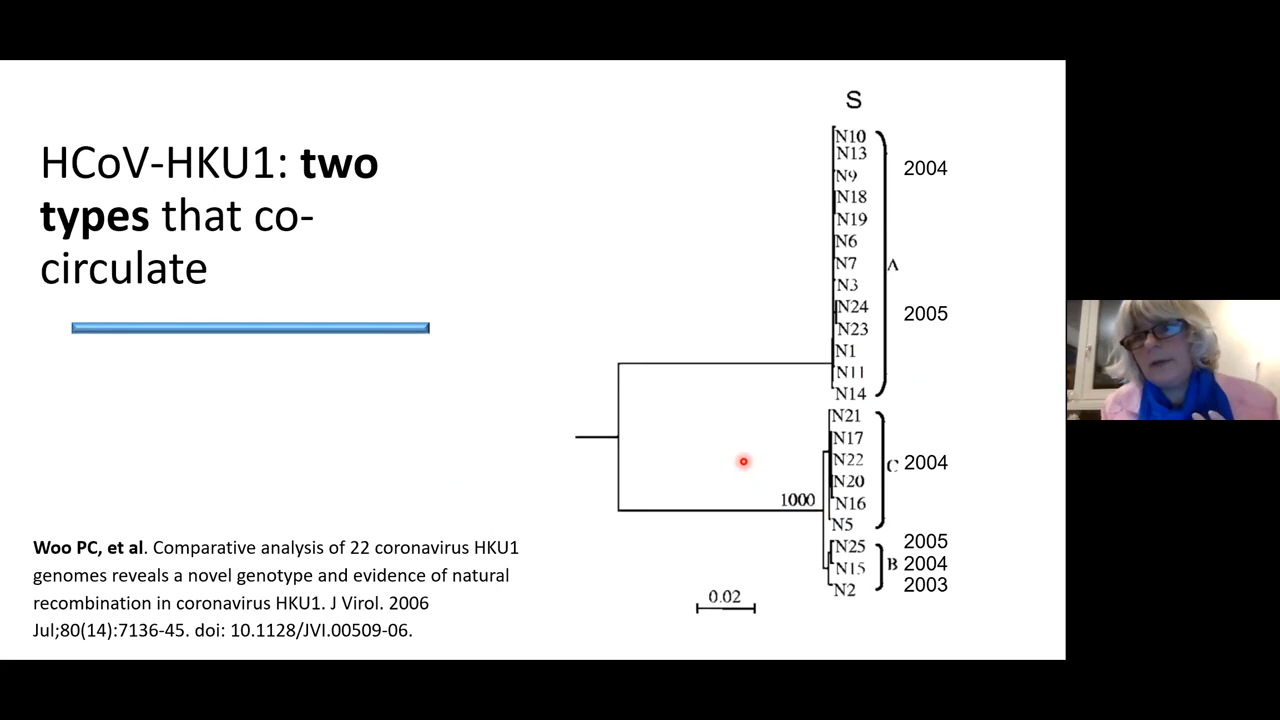 HCoV-HKU1: two
types that co-
circulate
Woo PC, et al. Comparative analysis of 22 coronavirus HKU1
genomes reveals a novel genotype and evidence of natural
recombination in coronavirus HKU1. J Virol. 2006
Jul;80(14):7136-45. doi: 10.1128/JVI.00509-06.
S
N10
N13
2004
N9
N18
N19
N6
N7
A
N3
N24
2005
N23
N1
N11
N14
N21
N17
N22
C 2004
N20
N16
1000
N5
N25
2005
N15
B 2004
N2
2003
0.02